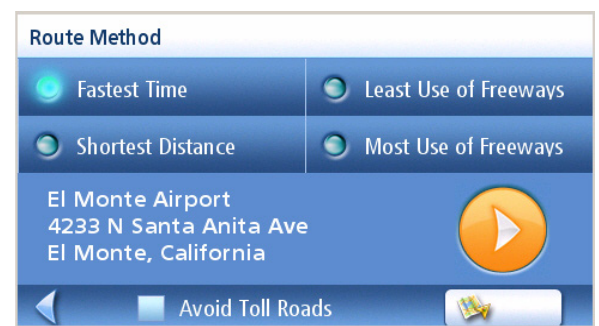 Route Method
Fastest Time
Least Use of Freeways
Shortest Distance
Most Use of Freeways
El Monte Airport
4233 N Santa Anita Ave
El Monte, California
Avoid Toll Roads